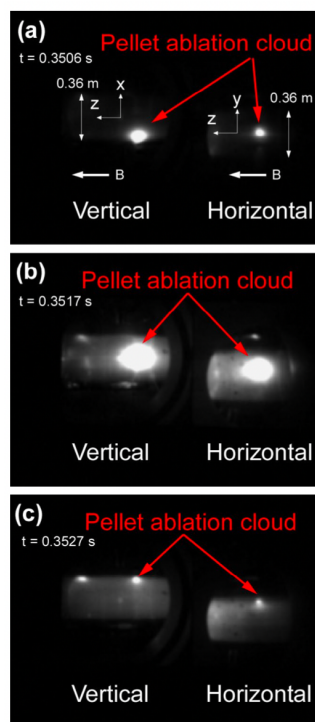 (a)
Pellet ablation cloud
t = 0.3506 s
0.36 m
x
z
y
z
0.36 m
B
B
Vertical
Horizontal
(b)
Pellet ablation cloud
t = 0.3517 s
Vertical
Horizontal
(c)
Pellet ablation cloud
t = 0.3527 s
Vertical
Horizontal